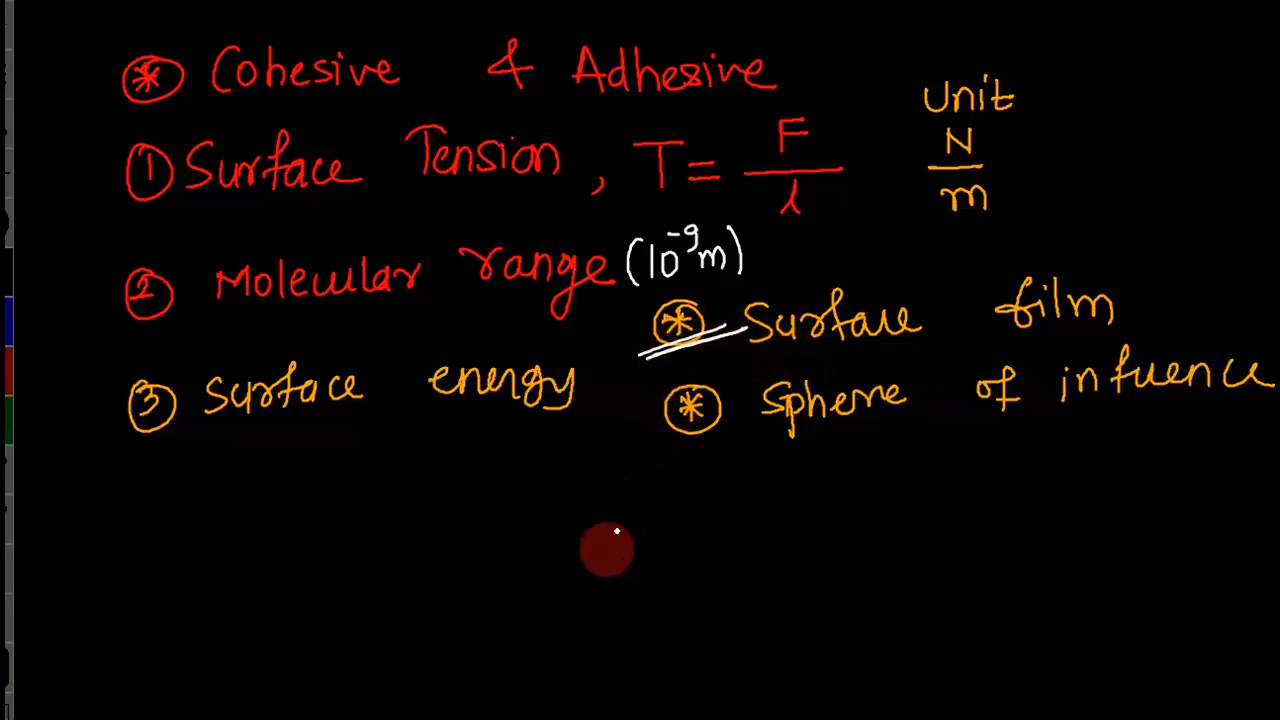 * Cohesive & Adhesive
Unit
① Surface Tension, T = F/l N/m
② Molecular range (10⁻⁹m)
* Surface film
③ Surface energy
* Sphere of infuence